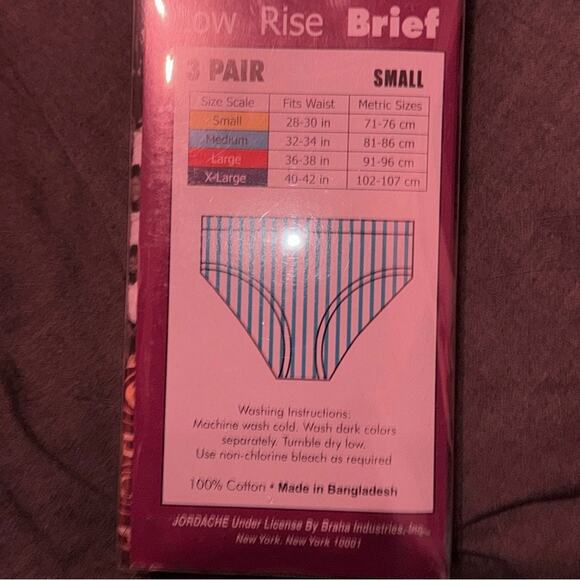 Low Rise Brief
3 PAIR SMALL
Size Scale Fits Waist Metric Sizes
Small 28-30 in 71-76 cm
Medium 32-34 in 81-86 cm
Large 36-38 in 91-96 cm
X-Large 40-42 in 102-107 cm
Washing Instructions:
Machine wash cold. Wash dark colors
separately. Tumble dry low.
Use non-chlorine bleach as required
100% Cotton • Made in Bangladesh
JORDACHE Under License By Braha Industries, Inc.
New York, New York 10001